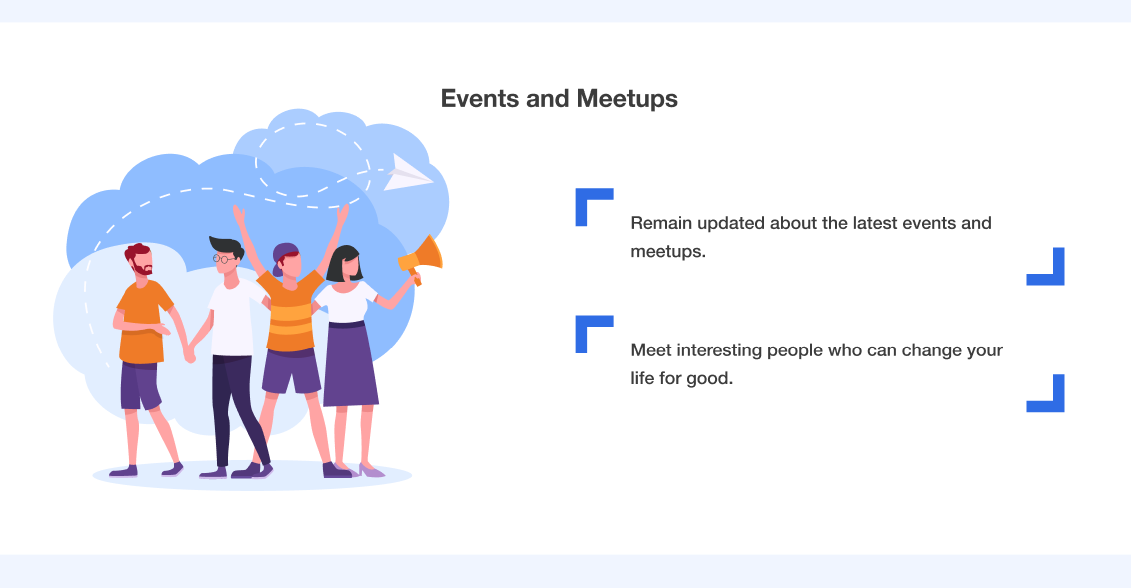 Events and Meetups
Remain updated about the latest events and
meetups.
Meet interesting people who can change your
life for good.